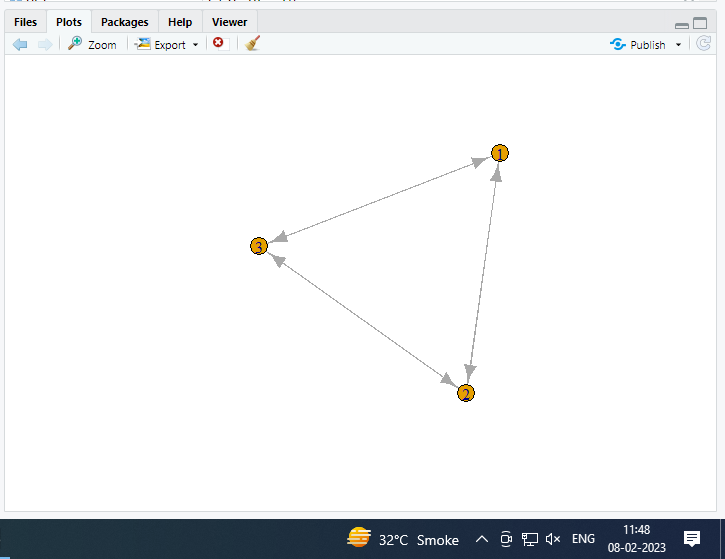 Files Plots Packages Help Viewer
Zoom Export Publish
1
3
2
32°C Smoke ENG 11:48
08-02-2023